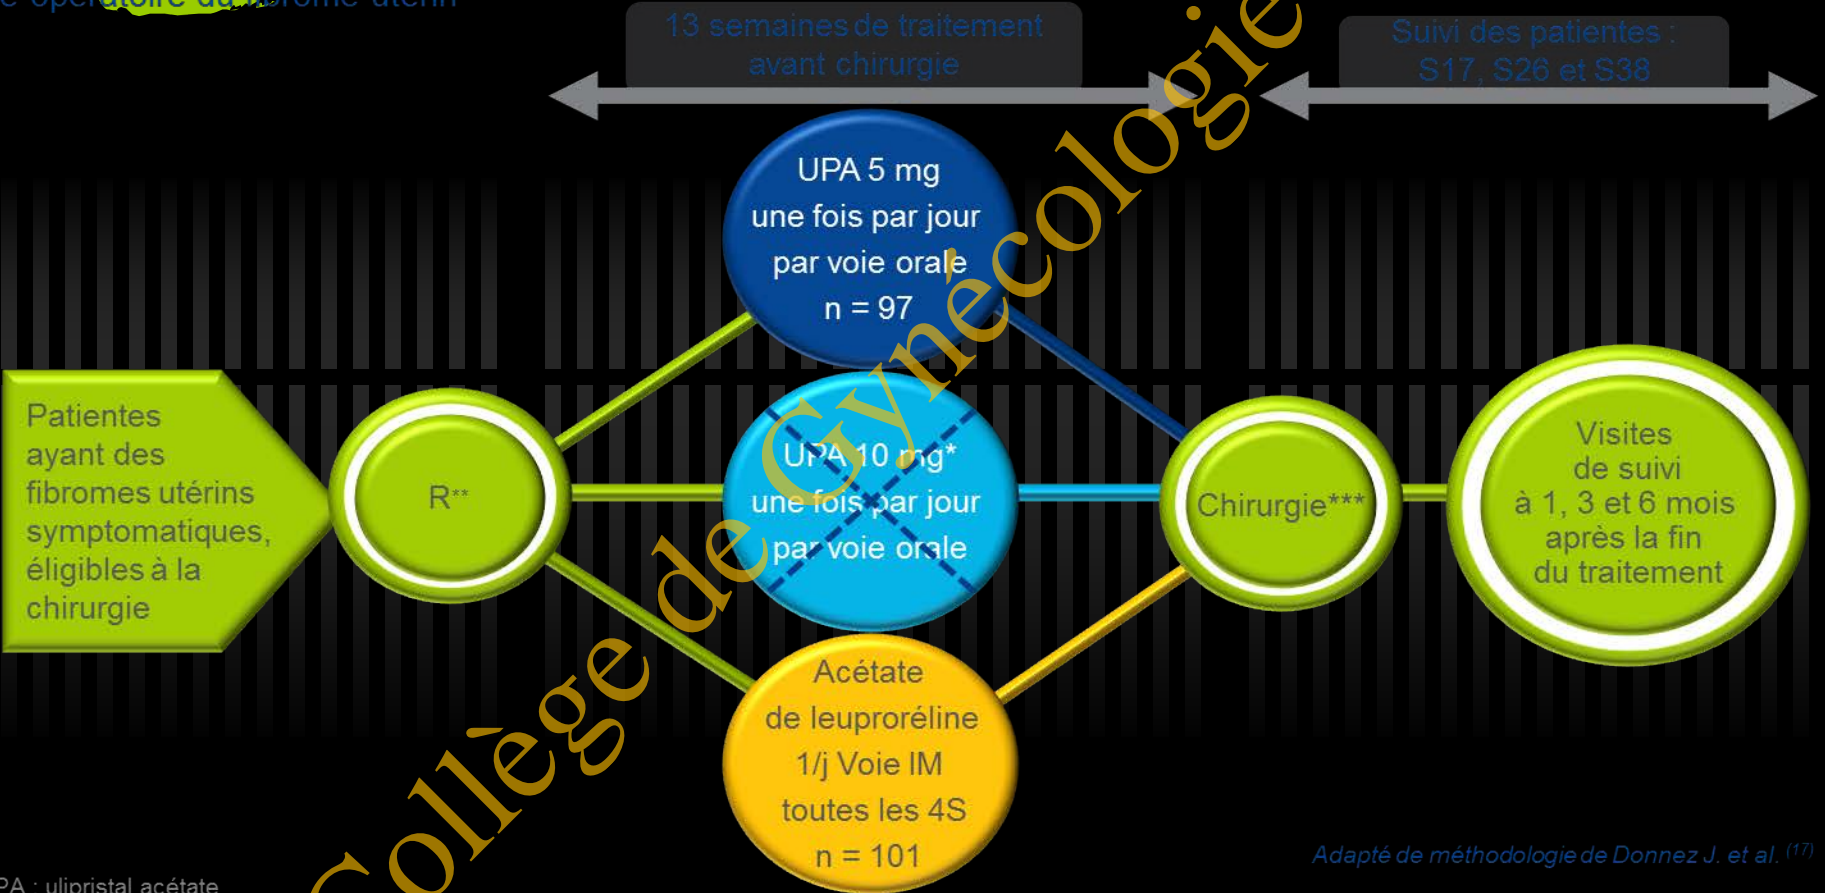 opératoire du fibrome utérin
13 semaines de traitement
avant chirurgie
Suivi des patientes :
S17, S26 et S38
UPA 5 mg
une fois par jour
par voie orale
n = 97
Patientes
ayant des
fibromes utérins
symptomatiques,
éligibles à la
chirurgie
R**
UPA 10 mg*
une fois par jour
par voie orale
Chirurgie***
Visites
de suivi
à 1, 3 et 6 mois
après la fin
du traitement
Acétate
de leuproréline
1/j Voie IM
toutes les 4S
n = 101
Adapté de méthodologie de Donnez J. et al. (17)
PA : ulipristal acétate
Collège de Gynécologie